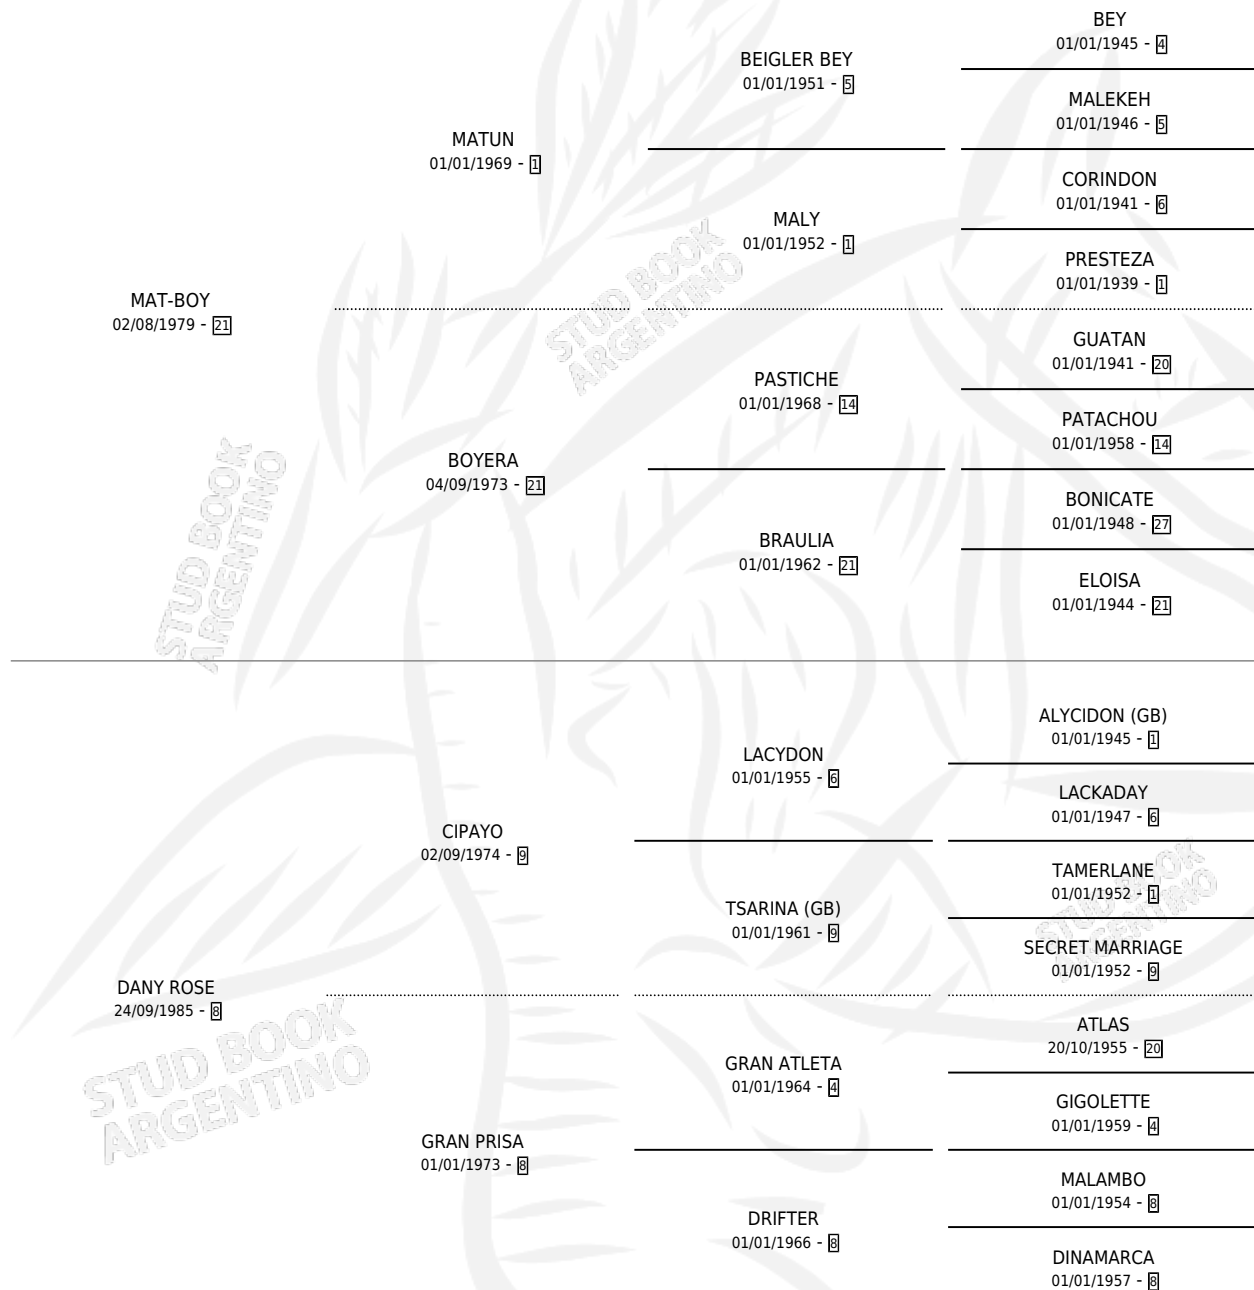 BEY
01/01/1945 - 4
BEIGLER BEY
01/01/1951 - 5
MALEKEH
01/01/1946 - 5
MATUN
01/01/1969 - 1
CORINDON
01/01/1941 - 6
MALY
01/01/1952 - 1
PRESTEZA
01/01/1939 - 1
MAT-BOY
02/08/1979 - 21
GUATAN
01/01/1941 - 20
PASTICHE
01/01/1968 - 14
PATACHOU
01/01/1958 - 14
BOYERA
04/09/1973 - 21
BONICATE
01/01/1948 - 27
BRAULIA
01/01/1962 - 21
ELOISA
01/01/1944 - 21
STUD BOOK
ARGENTINO
STUD BOOK
ARGENTINO
ALYCIDON (GB)
01/01/1945 - 1
LACYDON
01/01/1955 - 6
LACKADAY
01/01/1947 - 6
CIPAYO
02/09/1974 - 9
TAMERLANE
01/01/1952 - 1
TSARINA (GB)
01/01/1961 - 9
SECRET MARRIAGE
01/01/1952 - 9
DANY ROSE
24/09/1985 - 8
ATLAS
20/10/1955 - 20
GRAN ATLETA
01/01/1964 - 4
GIGOLETTE
01/01/1959 - 4
GRAN PRISA
01/01/1973 - 8
MALAMBO
01/01/1954 - 8
DRIFTER
01/01/1966 - 8
DINAMARCA
01/01/1957 - 8
STUD BOOK
ARGENTINO
STUD BOOK
ARGENTINO